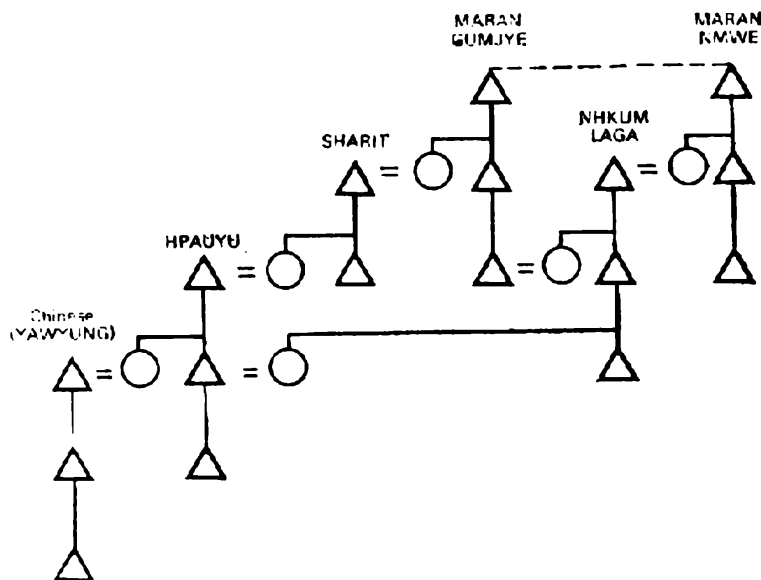 MARAN
GUMJYE
MARAN
NMWE
NHKUM
LAGA
SHARIT
HPAUYU
Chinese
(YAWYUNG)